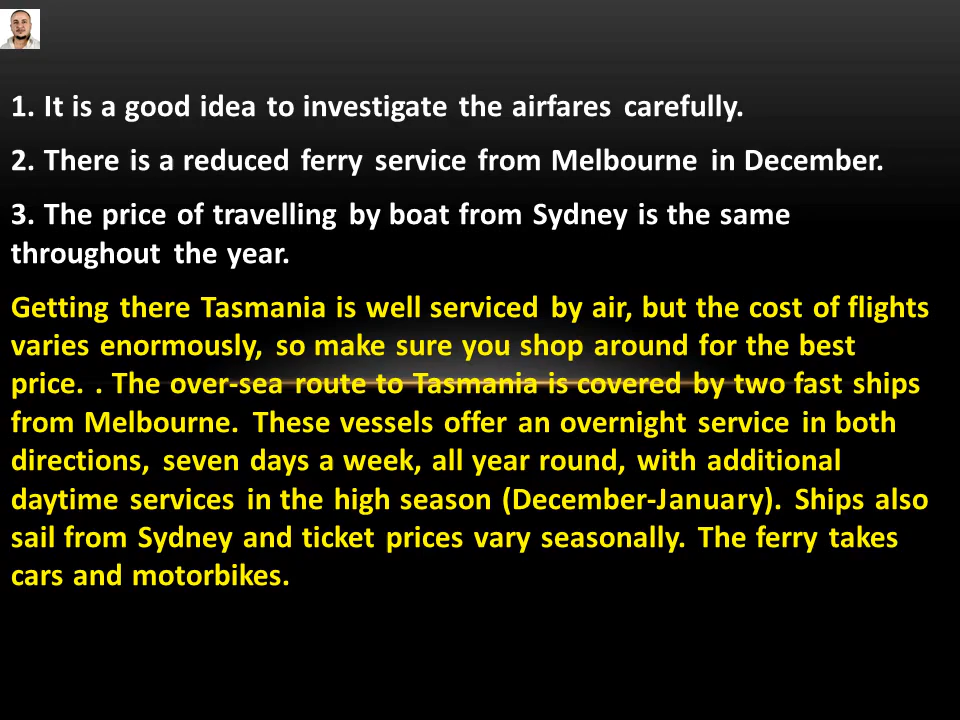 1. It is a good idea to investigate the airfares carefully.
2. There is a reduced ferry service from Melbourne in December.
3. The price of travelling by boat from Sydney is the same
throughout the year.
Getting there Tasmania is well serviced by air, but the cost of flights
varies enormously, so make sure you shop around for the best
price. . The over-sea route to Tasmania is covered by two fast ships
from Melbourne. These vessels offer an overnight service in both
directions, seven days a week, all year round, with additional
daytime services in the high season (December-January). Ships also
sail from Sydney and ticket prices vary seasonally. The ferry takes
cars and motorbikes.